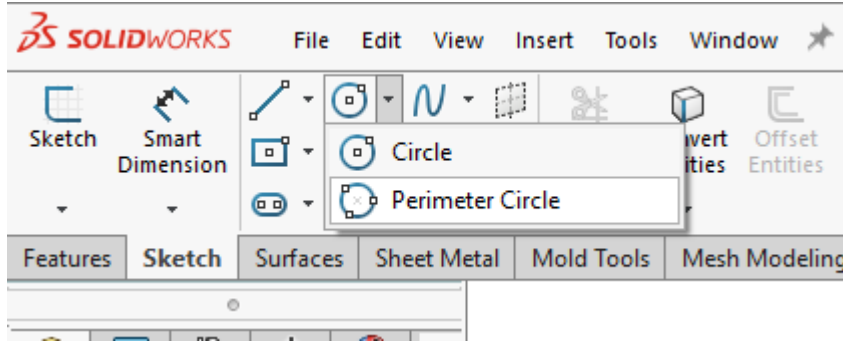 SOLIDWORKS File Edit View Insert Tools Window
Sketch Smart Dimension
Offset Entities
Circle
Perimeter Circle
Features Sketch Surfaces Sheet Metal Mold Tools Mesh Modeling